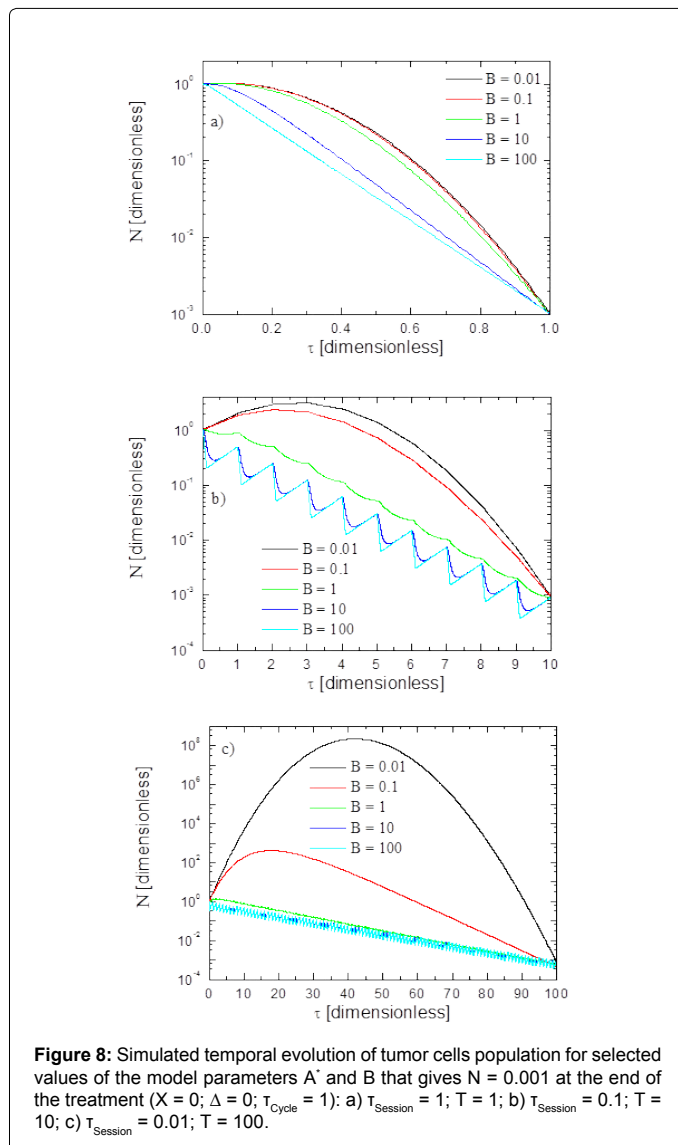 10⁰
10⁻¹
10⁻²
10⁻³
N [dimensionless]
a)
B = 0.01
B = 0.1
B = 1
B = 10
B = 100
0.0 0.2 0.4 0.6 0.8 1.0
τ [dimensionless]
10⁰
10⁻¹
10⁻²
10⁻³
10⁻⁴
N [dimensionless]
b)
B = 0.01
B = 0.1
B = 1
B = 10
B = 100
0 1 2 3 4 5 6 7 8 9 10
τ [dimensionless]
10⁸
10⁶
10⁴
10²
10⁰
10⁻²
10⁻⁴
N [dimensionless]
c)
B = 0.01
B = 0.1
B = 1
B = 10
B = 100
0 10 20 30 40 50 60 70 80 90 100
τ [dimensionless]
Figure 8: Simulated temporal evolution of tumor cells population for selected
values of the model parameters A* and B that gives N = 0.001 at the end of
the treatment (X = 0; Δ = 0; τCycle = 1): a) τSession = 1; T = 1; b) τSession = 0.1; T =
10; c) τSession = 0.01; T = 100.